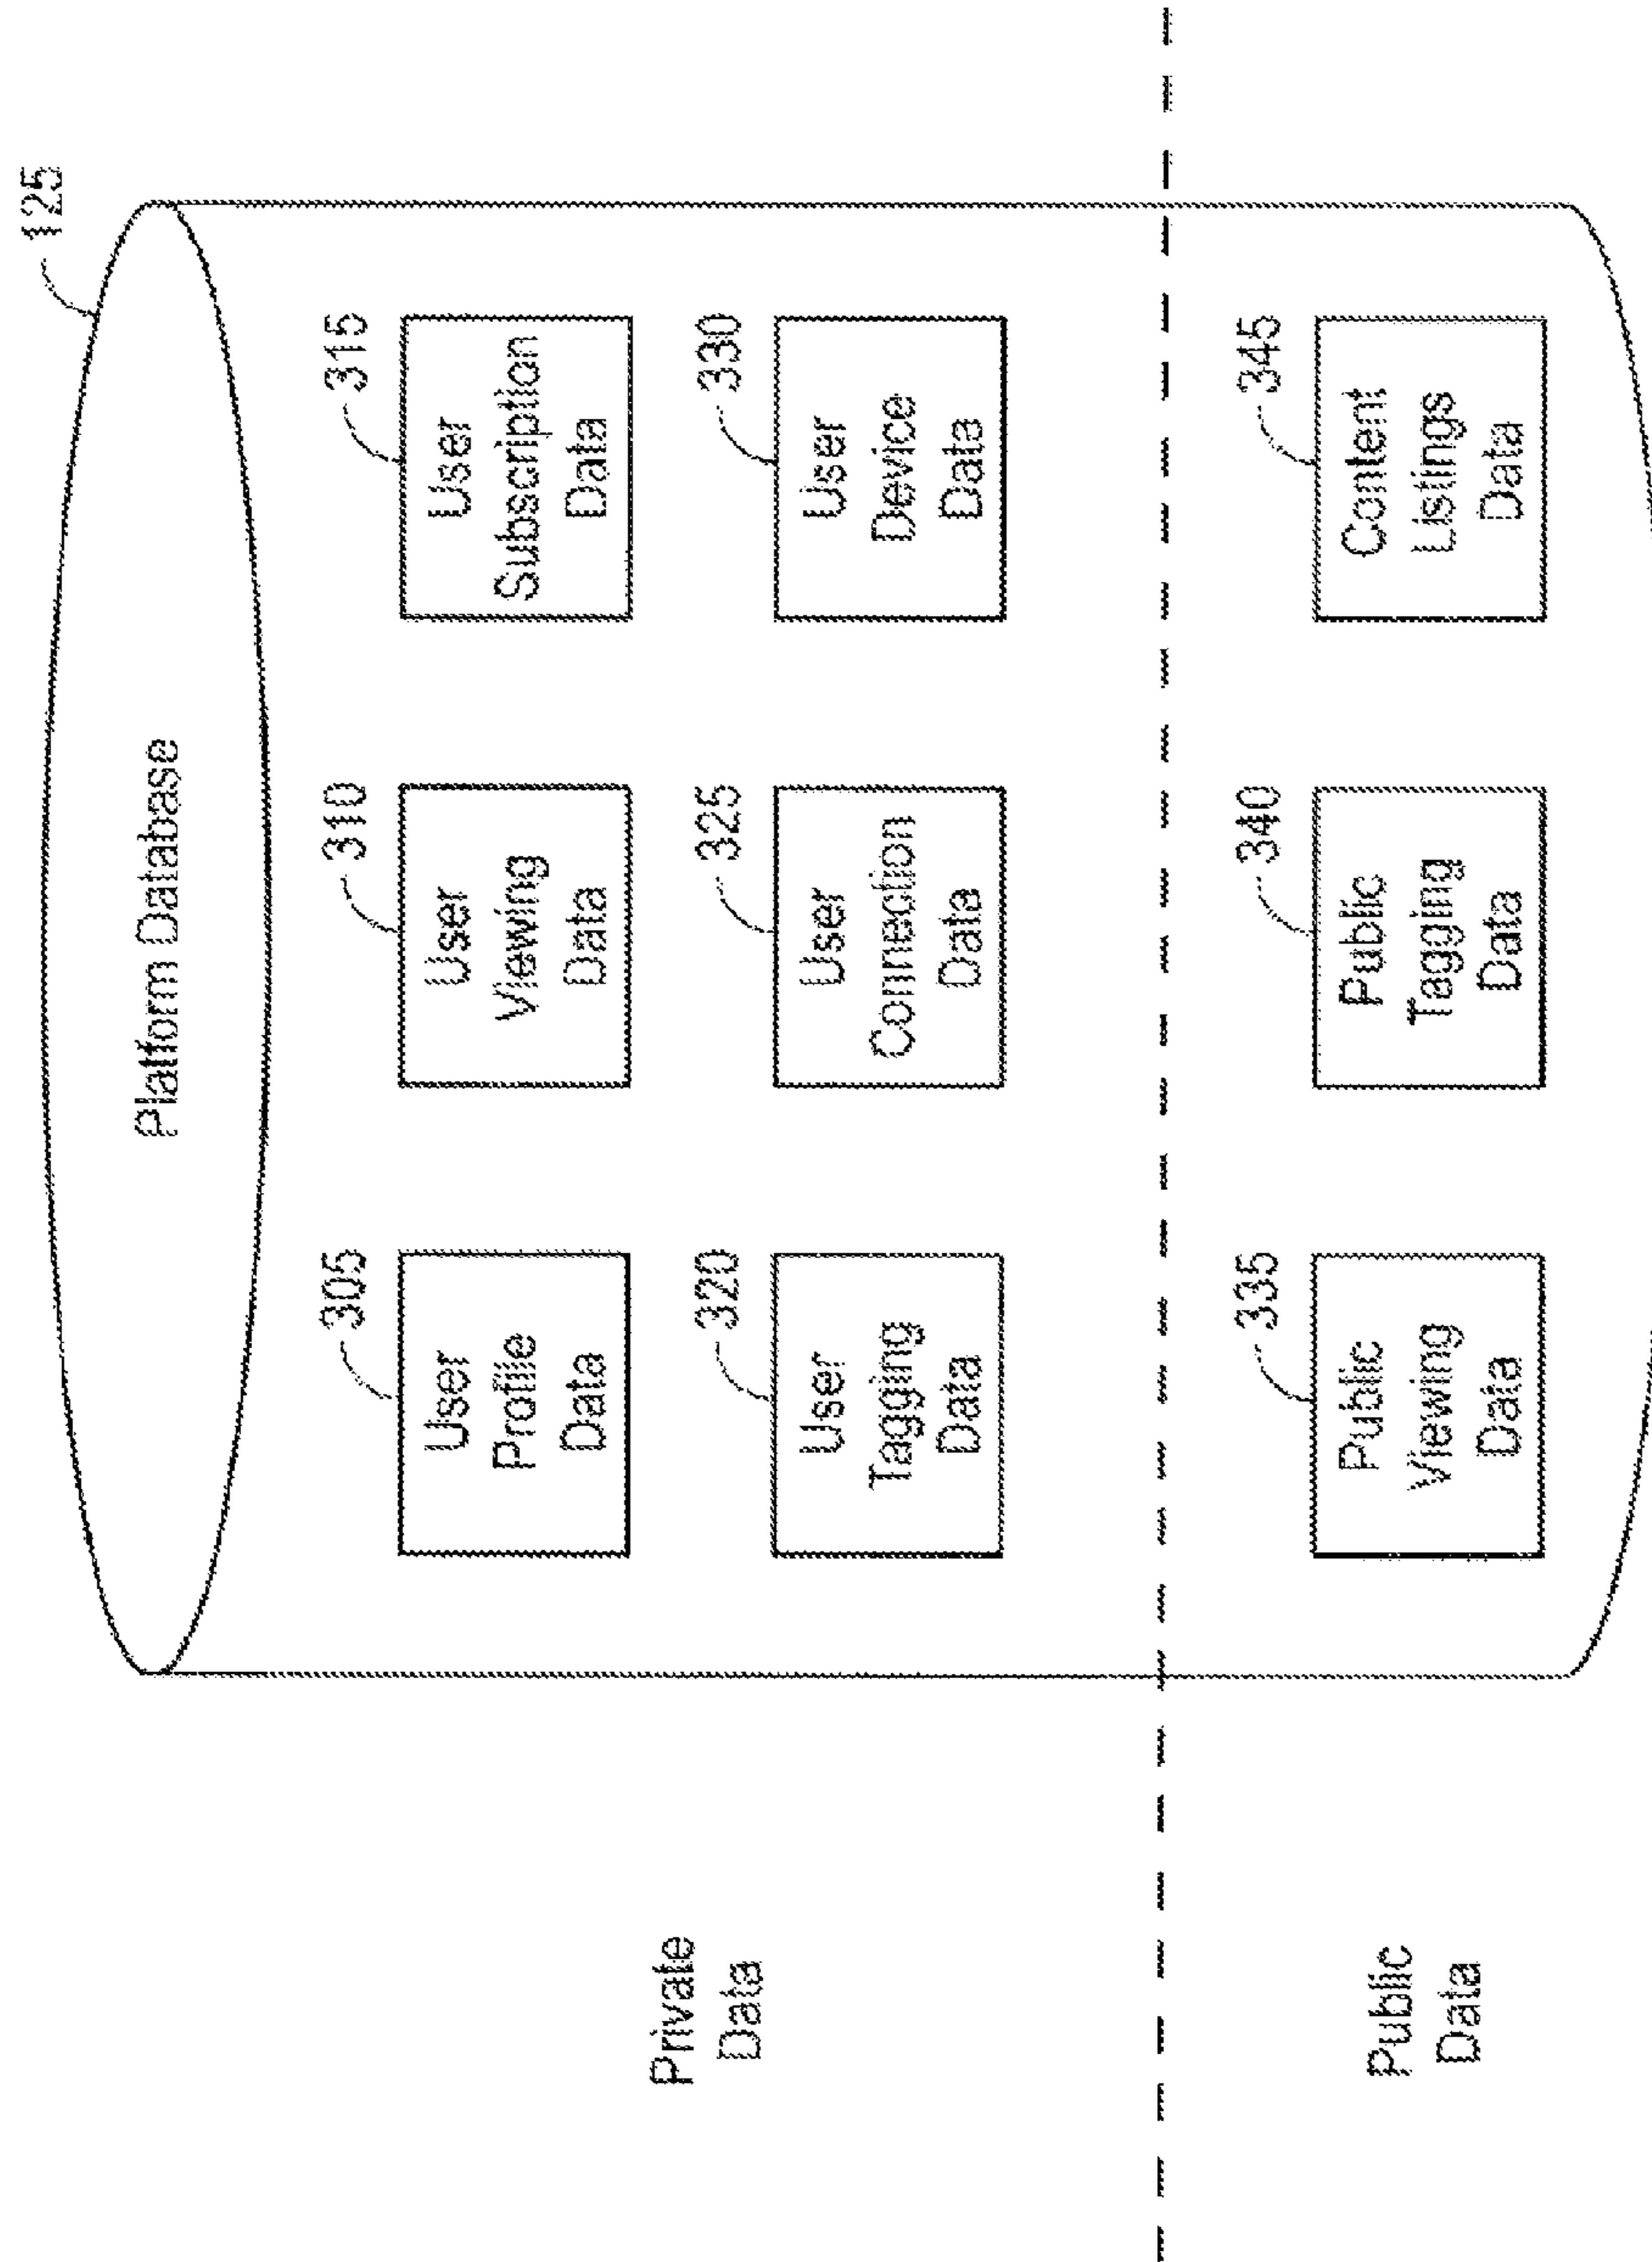 125
Platform Database
305
User
Profile
Data
310
User
Viewing
Data
315
User
Subscription
Data
320
User
Tagging
Data
325
User
Connection
Data
330
User
Device
Data
Private
Data
335
Public
Viewing
Data
340
Public
Tagging
Data
345
Content
Listings
Data
Public
Data